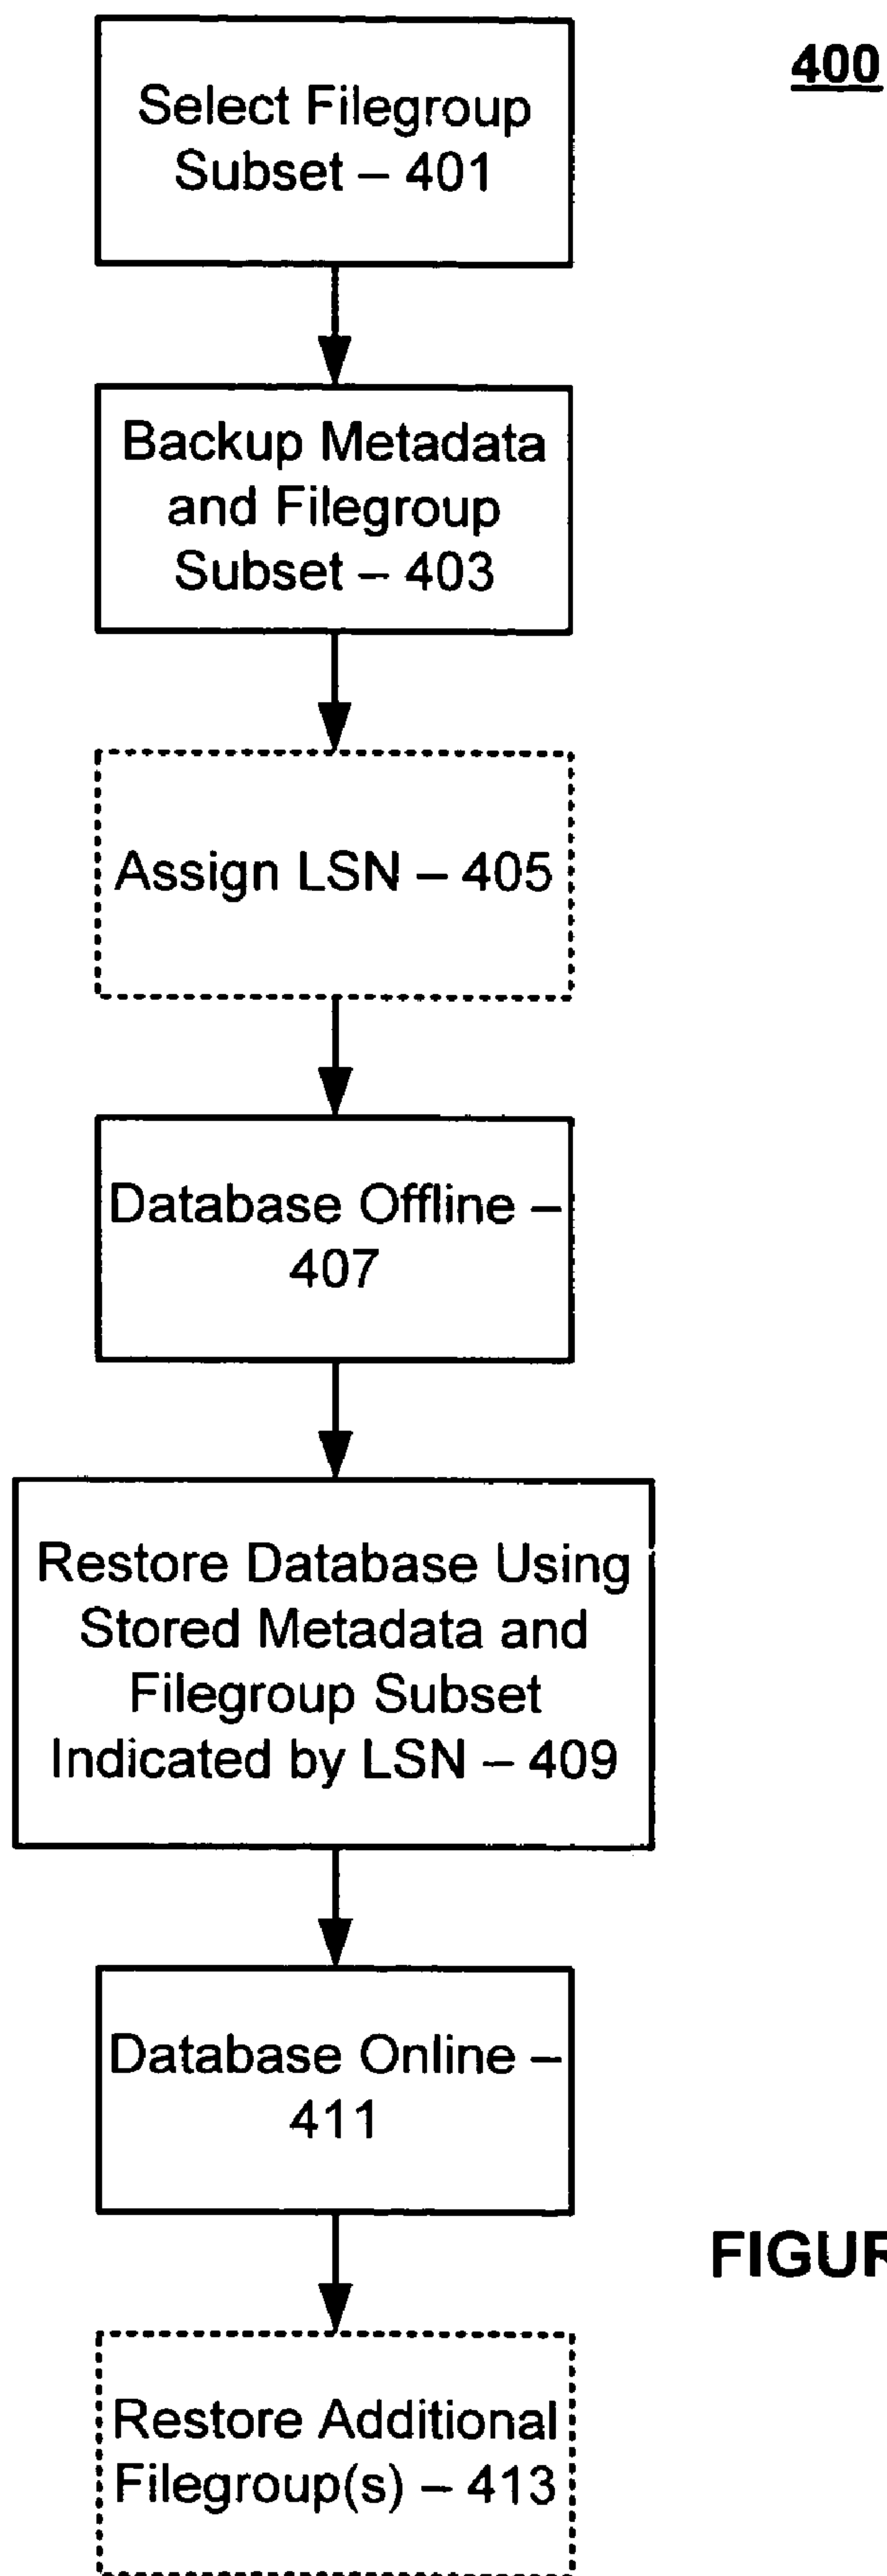 400
Select Filegroup
Subset – 401
Backup Metadata
and Filegroup
Subset – 403
Assign LSN – 405
Database Offline –
407
Restore Database Using
Stored Metadata and
Filegroup Subset
Indicated by LSN – 409
Database Online –
411
FIGUR
Restore Additional
Filegroup(s) – 413